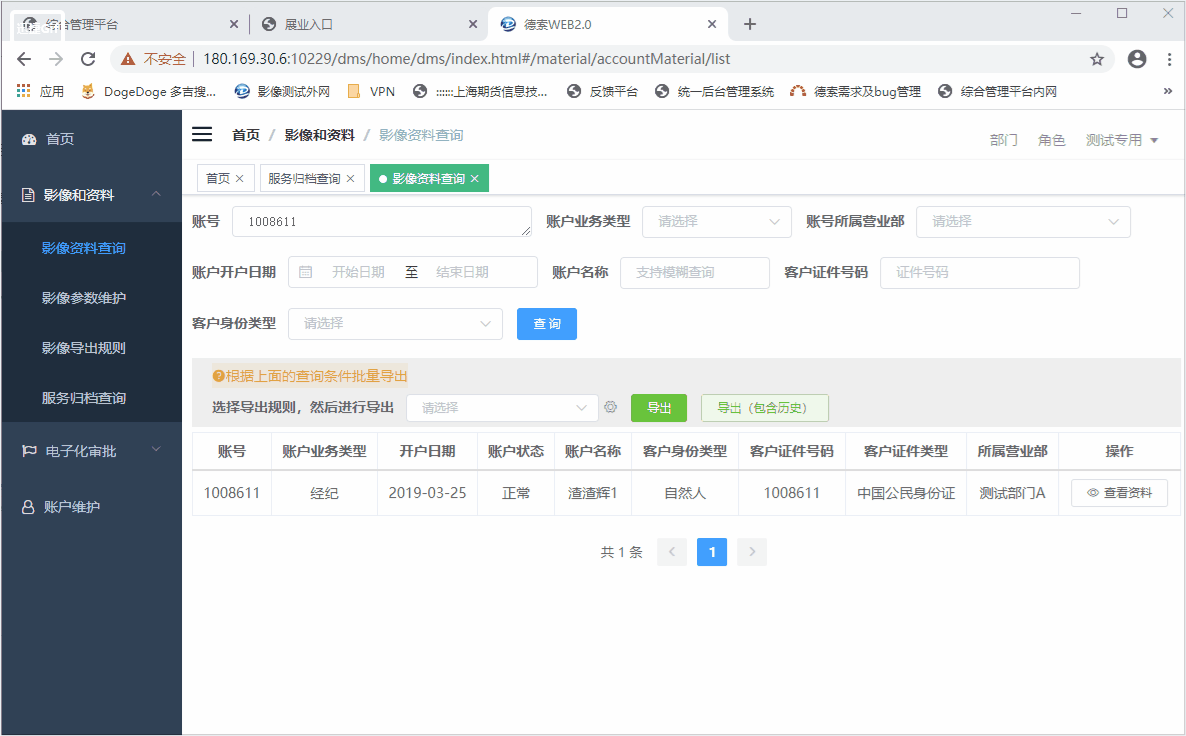 综合管理平台
展业入口
德索WEB2.0
不安全
180.169.30.6:10229/dms/home/dms/index.html#/material/accountMaterial/list
应用
DogeDoge 多吉搜...
影像测试外网
VPN
::::::上海期货信息技...
反馈平台
统一后台管理系统
德索需求及bug管理
综合管理平台内网
»
首页
影像和资料
影像资料查询
影像参数维护
影像导出规则
服务归档查询
电子化审批
账户维护
首页 / 影像和资料 / 影像资料查询
部门 角色 测试专用
首页 × 服务归档查询 × 影像资料查询 ×
账号 1008611 账户业务类型 请选择 账号所属营业部 请选择
账户开户日期 开始日期 至 结束日期 账户名称 支持模糊查询 客户证件号码 证件号码
客户身份类型 请选择 查询
根据上面的查询条件批量导出
选择导出规则，然后进行导出 请选择 导出 导出（包含历史）
账号 账户业务类型 开户日期 账户状态 账户名称 客户身份类型 客户证件号码 客户证件类型 所属营业部 操作
1008611 经纪 2019-03-25 正常 渣渣辉1 自然人 1008611 中国公民身份证 测试部门A 查看资料
共 1 条 < 1 >